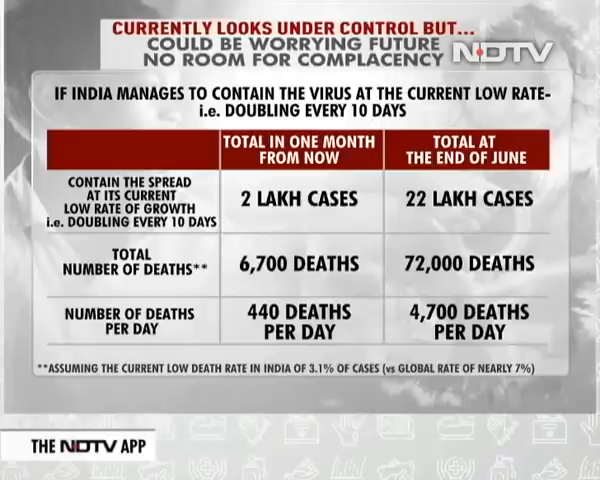 CURRENTLY LOOKS UNDER CONTROL BUT...
COULD BE WORRYING FUTURE
NO ROOM FOR COMPLACENCY
NDTV
IF INDIA MANAGES TO CONTAIN THE VIRUS AT THE CURRENT LOW RATE-
i.e. DOUBLING EVERY 10 DAYS
TOTAL IN ONE MONTH
FROM NOW
TOTAL AT
THE END OF JUNE
CONTAIN THE SPREAD
AT ITS CURRENT
LOW RATE OF GROWTH
i.e. DOUBLING EVERY 10 DAYS
2 LAKH CASES
22 LAKH CASES
TOTAL
NUMBER OF DEATHS**
6,700 DEATHS
72,000 DEATHS
NUMBER OF DEATHS
PER DAY
440 DEATHS
PER DAY
4,700 DEATHS
PER DAY
**ASSUMING THE CURRENT LOW DEATH RATE IN INDIA OF 3.1% OF CASES (vs GLOBAL RATE OF NEARLY 7%)
THE NDTV APP